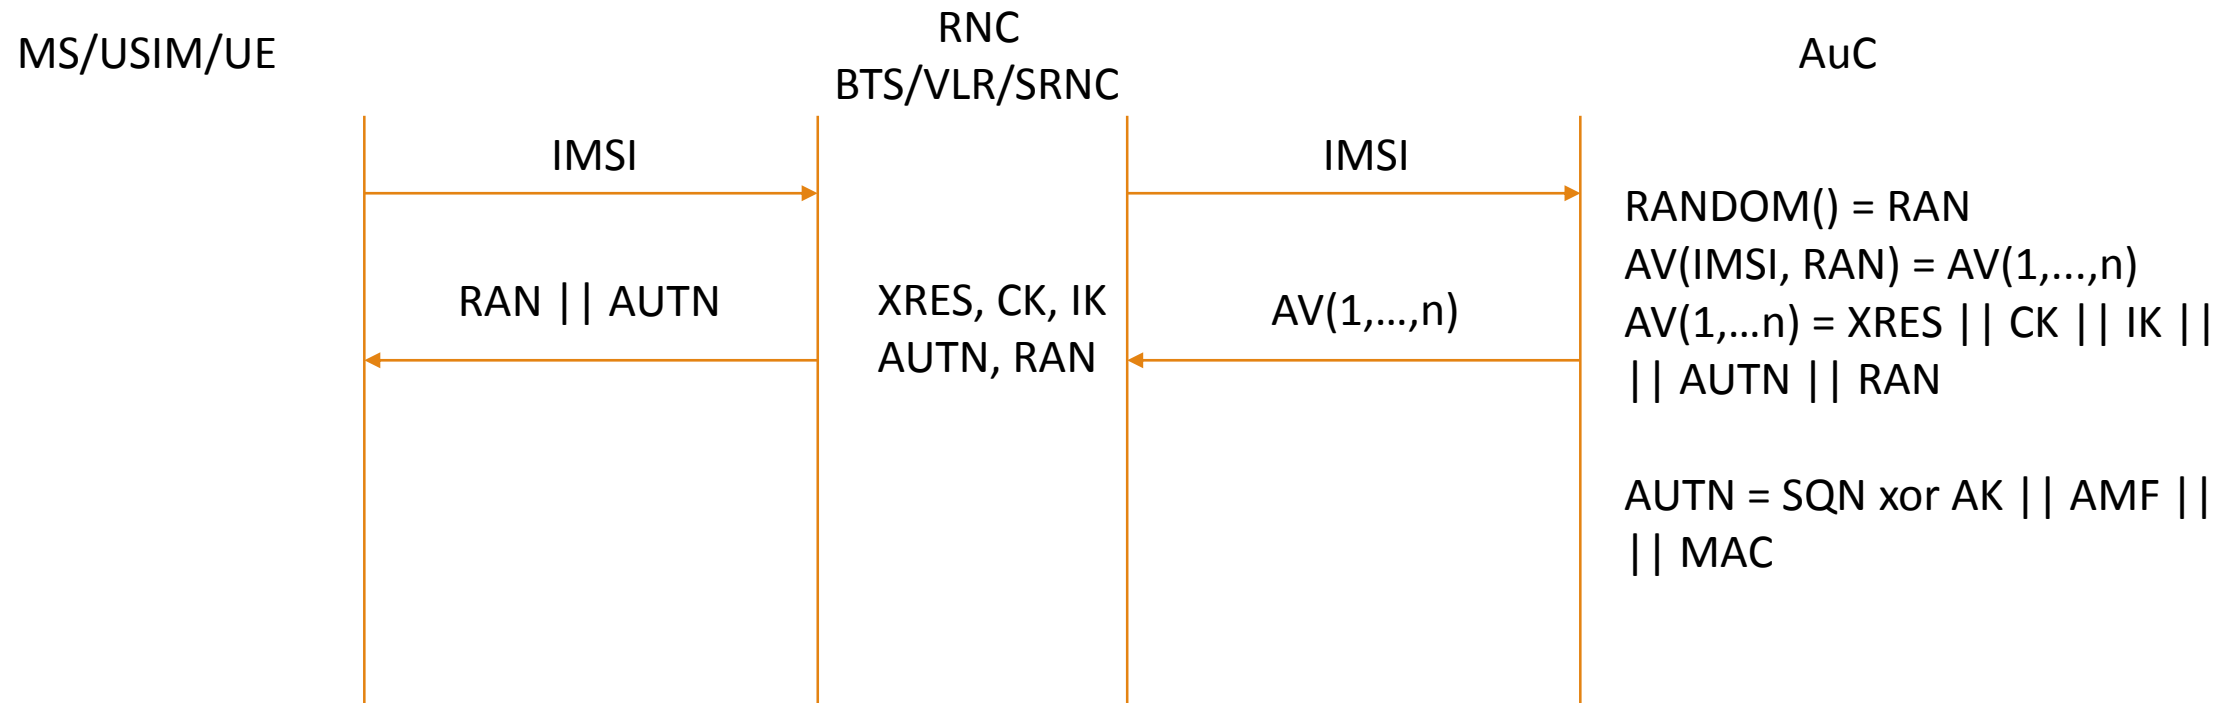 MS/USIM/UE
RNC
BTS/VLR/SRNC
AuC
IMSI
IMSI
RANDOM() = RAN
AV(IMSI, RAN) = AV(1,...,n)
AV(1,...n) = XRES || CK || IK ||
|| AUTN || RAN
RAN || AUTN
XRES, CK, IK
AUTN, RAN
AV(1,...,n)
AUTN = SQN xor AK || AMF ||
|| MAC